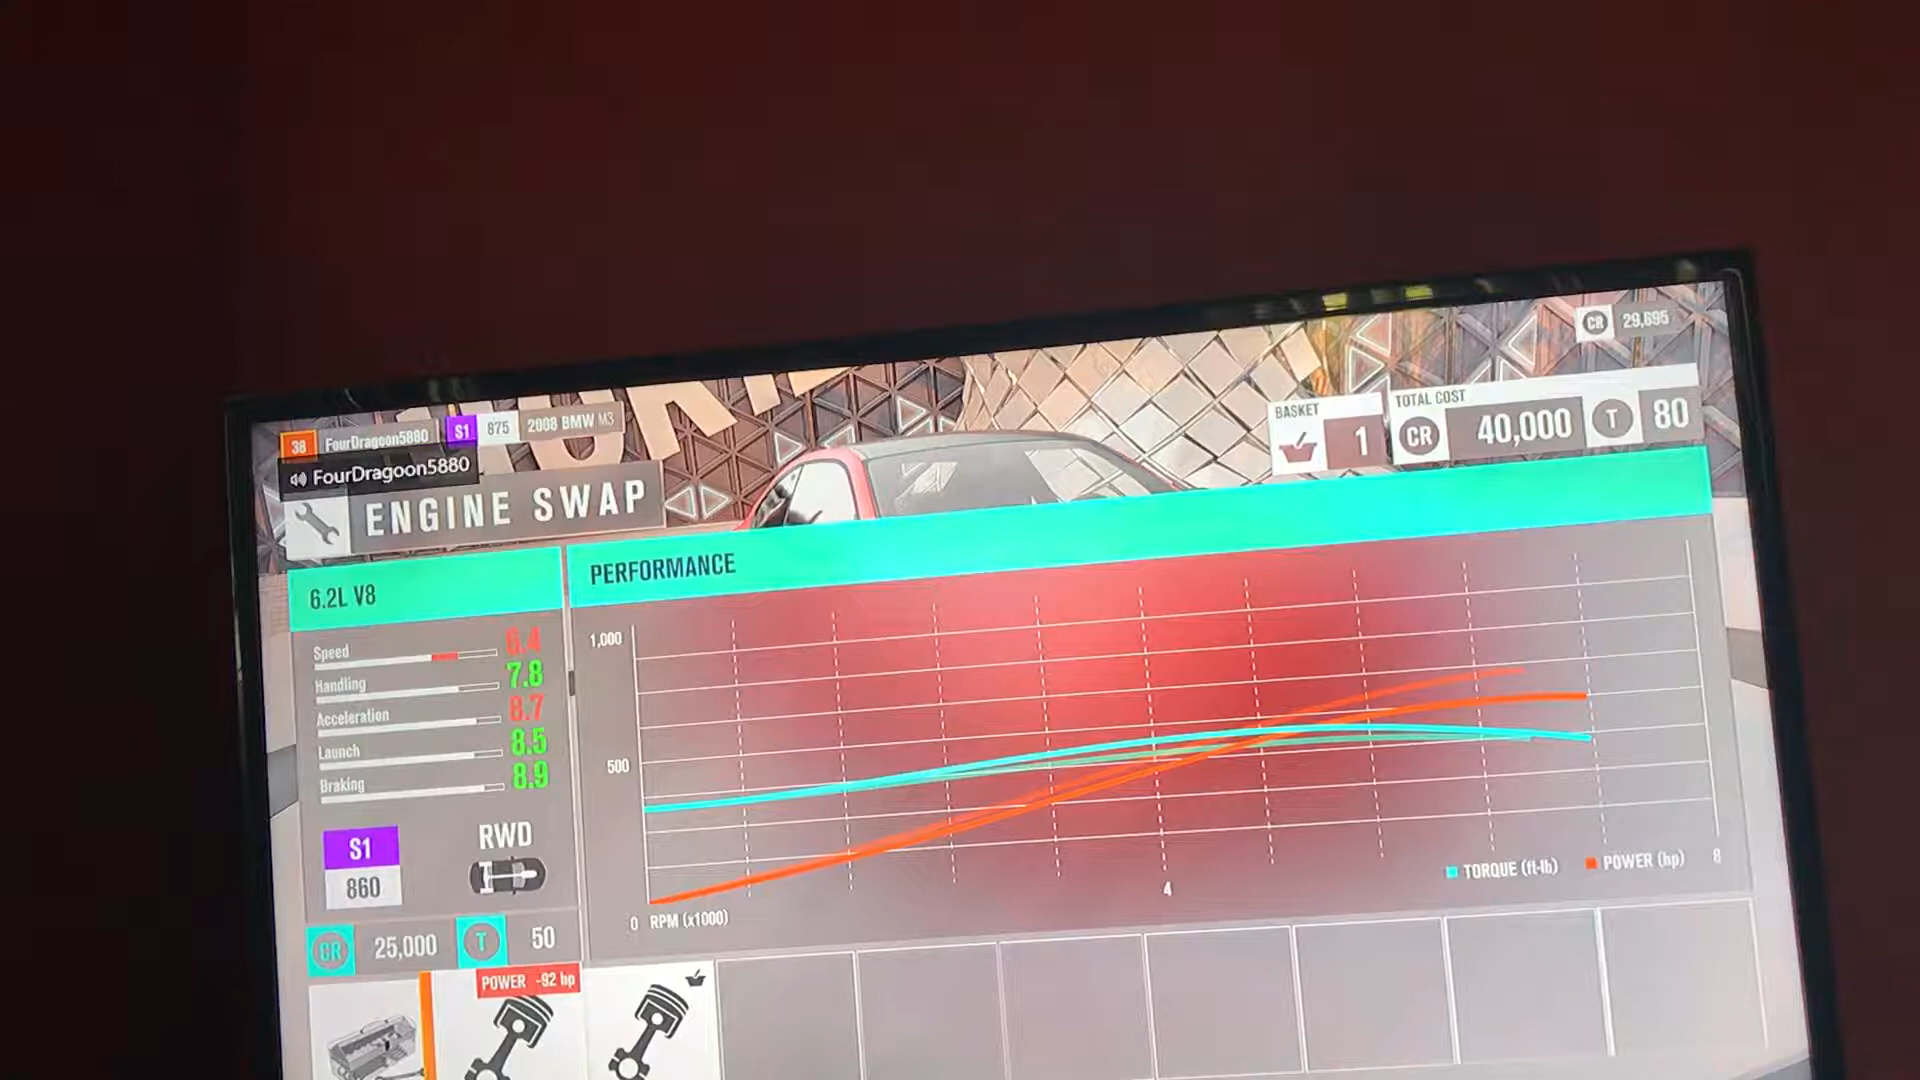 CR 29,695
38 FourDragoon5880 S1 875 2008 BMW M3
FourDragoon5880
BASKET
1
TOTAL COST
CR 40,000 T 80
ENGINE SWAP
6.2L V8
PERFORMANCE
Speed 6.4
Handling 7.8
Acceleration 8.7
Launch 8.5
Braking 8.9
S1
860
RWD
CR 25,000 T 50
1,000
500
0 RPM (x1000)
4
8
TORQUE (ft-lb) POWER (hp)
POWER -92 hp